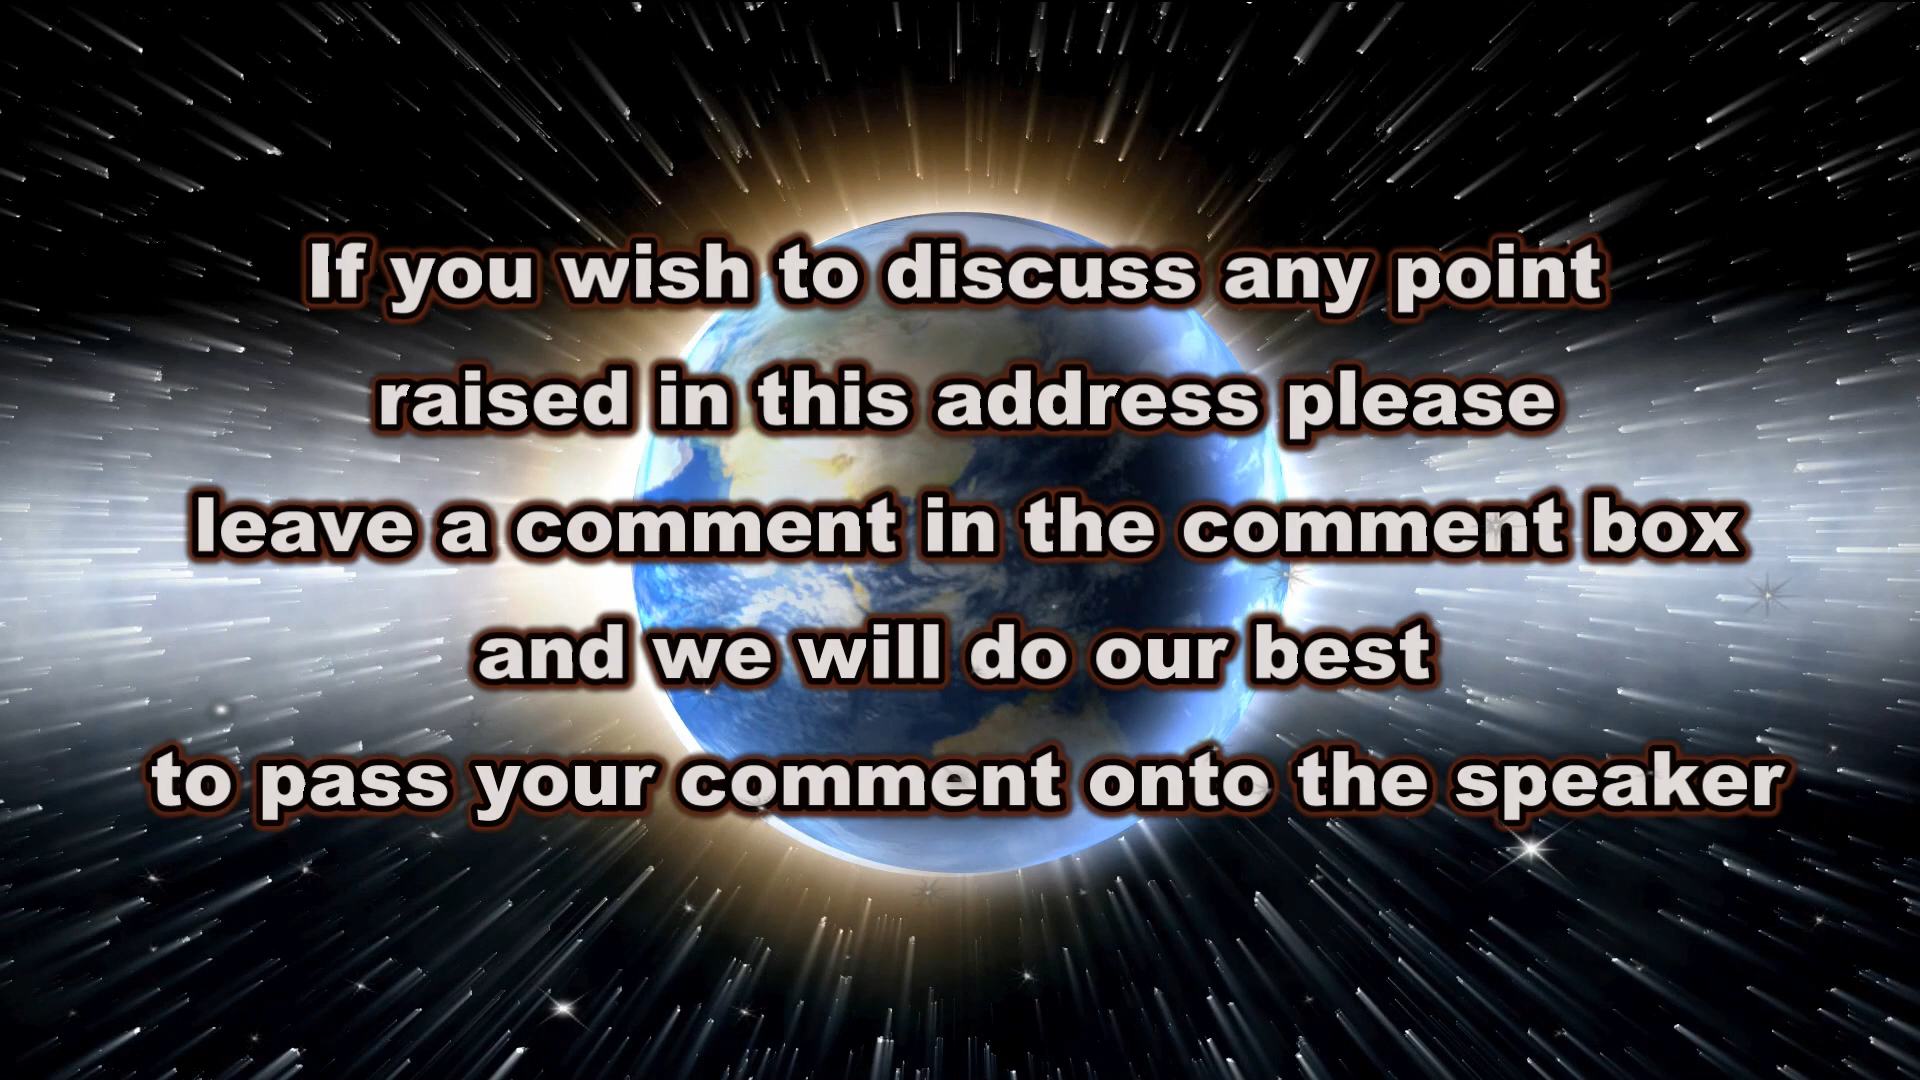 If you wish to discuss any point
raised in this address please
leave a comment in the comment box
and we will do our best
to pass your comment onto the speaker